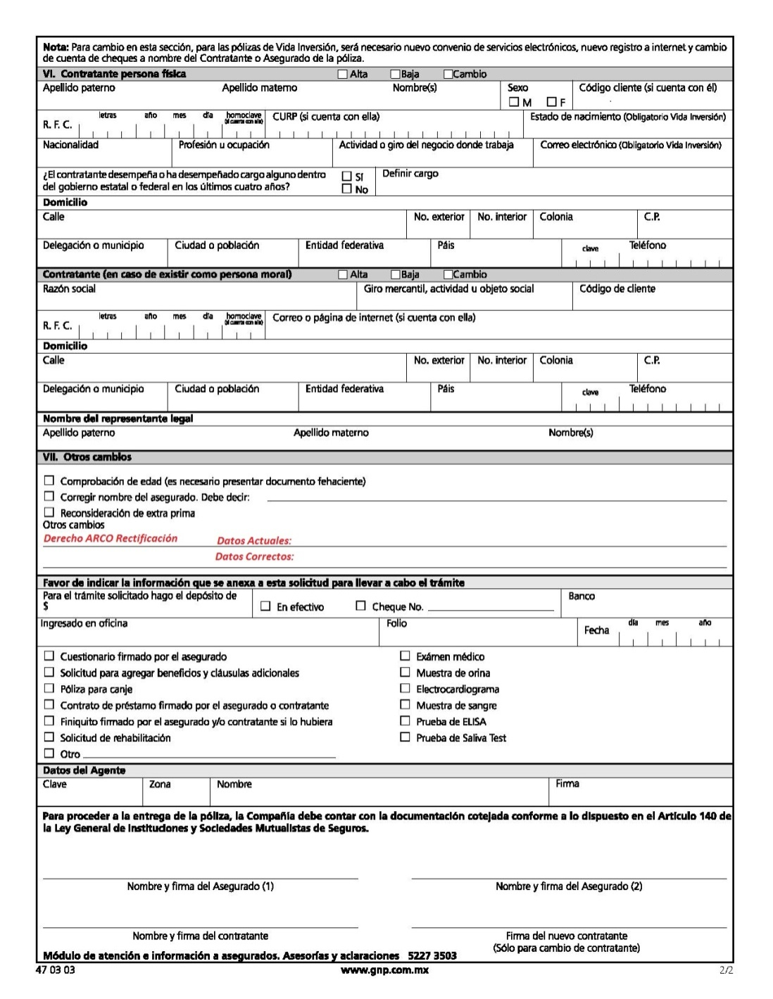 Nota: Para cambio en esta sección, para las pólizas de Vida Inversión, será necesario nuevo convenio de servicios electrónicos, nuevo registro a internet y cambio
de cuenta de cheques a nombre del Contratante o Asegurado de la póliza.
VI. Contratante persona física Alta Baja Cambio
Apellido paterno Apellido materno Nombre(s) Sexo Código cliente (si cuenta con él)
M F
letras año mes día homoclave CURP (si cuenta con ella) Estado de nacimiento (Obligatorio Vida Inversión)
(si cuenta con ella)
R. F. C.
Nacionalidad Profesión u ocupación Actividad o giro del negocio donde trabaja Correo electrónico (Obligatorio Vida Inversión)
¿El contratante desempeña o ha desempeñado cargo alguno dentro Sí Definir cargo
del gobierno estatal o federal en los últimos cuatro años? No
Domicilio
Calle No. exterior No. interior Colonia C.P.
Delegación o municipio Ciudad o población Entidad federativa Páis clave Teléfono
Contratante (en caso de existir como persona moral) Alta Baja Cambio
Razón social Giro mercantil, actividad u objeto social Código de cliente
letras año mes día homoclave Correo o página de internet (si cuenta con ella)
(si cuenta con ella)
R. F. C.
Domicilio
Calle No. exterior No. interior Colonia C.P.
Delegación o municipio Ciudad o población Entidad federativa Páis clave Teléfono
Nombre del representante legal
Apellido paterno Apellido materno Nombre(s)
VII. Otros cambios
Comprobación de edad (es necesario presentar documento fehaciente)
Corregir nombre del asegurado. Debe decir:
Reconsideración de extra prima
Otros cambios
Derecho ARCO Rectificación Datos Actuales:
Datos Correctos:
Favor de indicar la información que se anexa a esta solicitud para llevar a cabo el trámite
Para el trámite solicitado hago el depósito de Banco
$ En efectivo Cheque No.
Ingresado en oficina Folio Fecha día mes año
Cuestionario firmado por el asegurado Exámen médico
Solicitud para agregar beneficios y cláusulas adicionales Muestra de orina
Póliza para canje Electrocardiograma
Contrato de préstamo firmado por el asegurado o contratante Muestra de sangre
Finiquito firmado por el asegurado y/o contratante si lo hubiera Prueba de ELISA
Solicitud de rehabilitación Prueba de Saliva Test
Otro
Datos del Agente
Clave Zona Nombre Firma
Para proceder a la entrega de la póliza, la Compañía debe contar con la documentación cotejada conforme a lo dispuesto en el Artículo 140 de
la Ley General de Instituciones y Sociedades Mutualistas de Seguros.
Nombre y firma del Asegurado (1) Nombre y firma del Asegurado (2)
Nombre y firma del contratante Firma del nuevo contratante
(Sólo para cambio de contratante)
Módulo de atención e información a asegurados. Asesorías y aclaraciones 5227 3503
47 03 03 www.gnp.com.mx 2/2